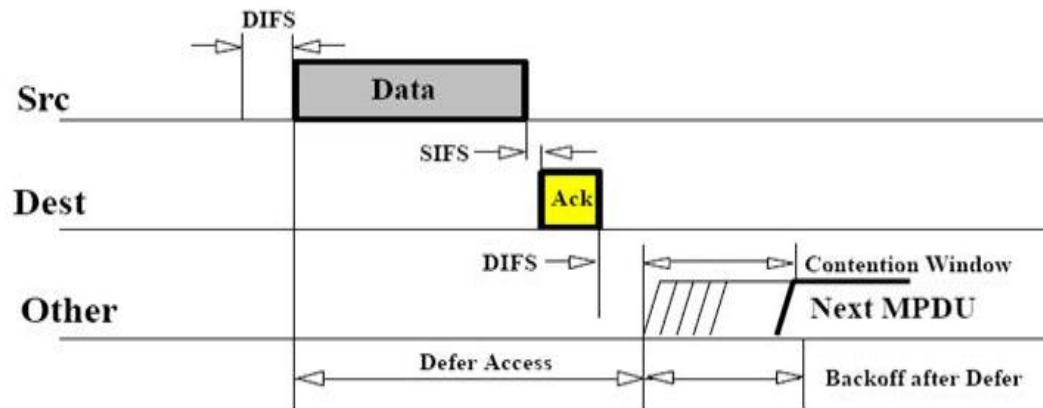 DIFS
Src
Data
SIFS
Dest
Ack
DIFS
Contention Window
Other
Next MPDU
Defer Access
Backoff after Defer